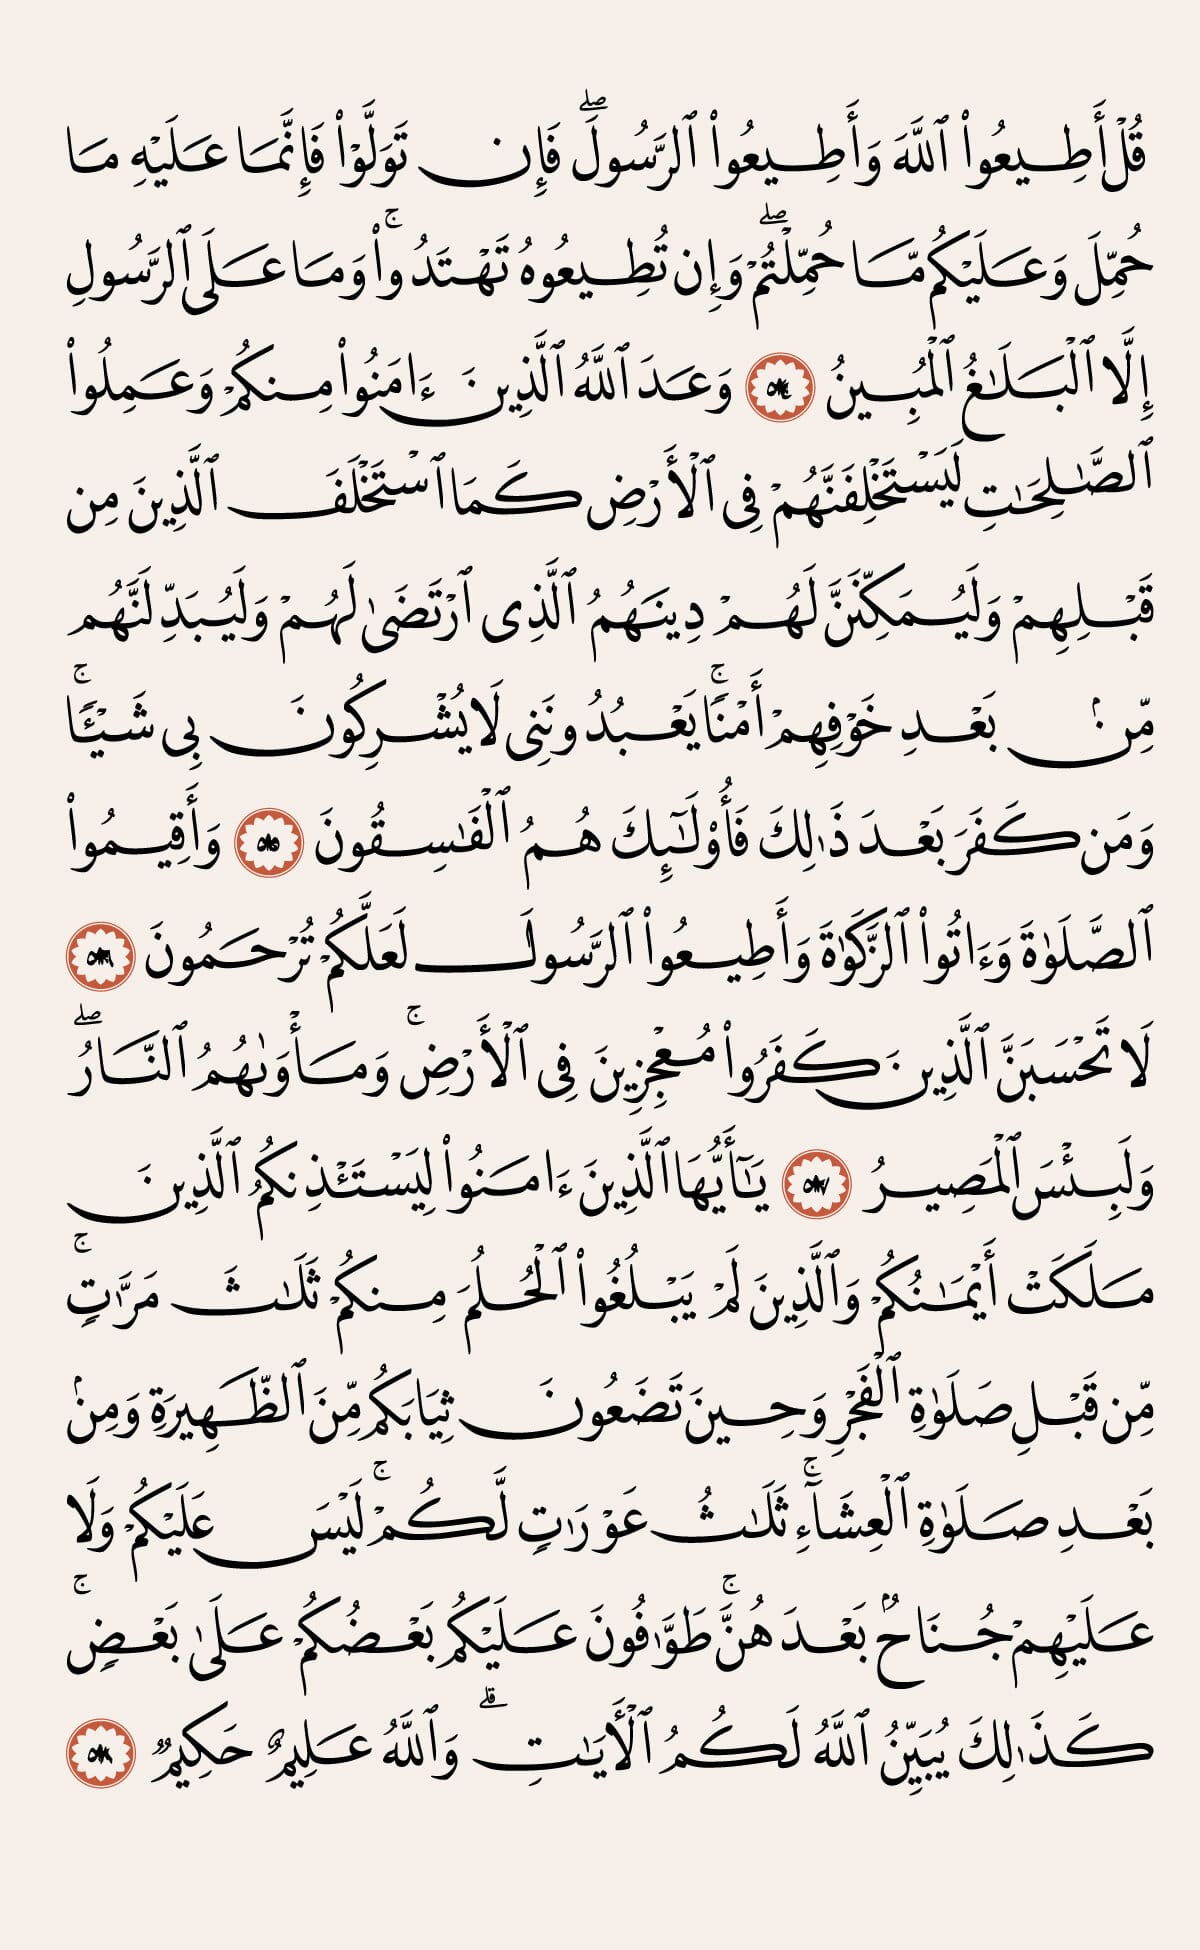 قُلْ أَطِيعُوا۟ ٱللَّهَ وَأَطِيعُوا۟ ٱلرَّسُولَ ۖ فَإِن تَوَلَّوْا۟ فَإِنَّمَا عَلَيْهِ مَا
حُمِّلَ وَعَلَيْكُم مَّا حُمِّلْتُمْ ۖ وَإِن تُطِيعُوهُ تَهْتَدُوا۟ ۚ وَمَا عَلَى ٱلرَّسُولِ
إِلَّا ٱلْبَلَـٰغُ ٱلْمُبِينُ ٥٤ وَعَدَ ٱللَّهُ ٱلَّذِينَ ءَامَنُوا۟ مِنكُمْ وَعَمِلُوا۟
ٱلصَّـٰلِحَـٰتِ لَيَسْتَخْلِفَنَّهُمْ فِى ٱلْأَرْضِ كَمَا ٱسْتَخْلَفَ ٱلَّذِينَ مِن
قَبْلِهِمْ وَلَيُمَكِّنَنَّ لَهُمْ دِينَهُمُ ٱلَّذِى ٱرْتَضَىٰ لَهُمْ وَلَيُبَدِّلَنَّهُم
مِّنۢ بَعْدِ خَوْفِهِمْ أَمْنًا ۚ يَعْبُدُونَنِى لَا يُشْرِكُونَ بِى شَيْـًٔا ۚ
وَمَن كَفَرَ بَعْدَ ذَٰلِكَ فَأُو۟لَـٰٓئِكَ هُمُ ٱلْفَـٰسِقُونَ ٥٥ وَأَقِيمُوا۟
ٱلصَّلَوٰةَ وَءَاتُوا۟ ٱلزَّكَوٰةَ وَأَطِيعُوا۟ ٱلرَّسُولَ لَعَلَّكُمْ تُرْحَمُونَ ٥٦
لَا تَحْسَبَنَّ ٱلَّذِينَ كَفَرُوا۟ مُعْجِزِينَ فِى ٱلْأَرْضِ ۚ وَمَأْوَىٰهُمُ ٱلنَّارُ ۖ
وَلَبِئْسَ ٱلْمَصِيرُ ٥٧ يَـٰٓأَيُّهَا ٱلَّذِينَ ءَامَنُوا۟ لِيَسْتَـْٔذِنكُمُ ٱلَّذِينَ
مَلَكَتْ أَيْمَـٰنُكُمْ وَٱلَّذِينَ لَمْ يَبْلُغُوا۟ ٱلْحُلُمَ مِنكُمْ ثَلَـٰثَ مَرَّٰتٍ ۚ
مِّن قَبْلِ صَلَوٰةِ ٱلْفَجْرِ وَحِينَ تَضَعُونَ ثِيَابَكُم مِّنَ ٱلظَّهِيرَةِ وَمِنۢ
بَعْدِ صَلَوٰةِ ٱلْعِشَآءِ ۚ ثَلَـٰثُ عَوْرَٰتٍ لَّكُمْ ۚ لَيْسَ عَلَيْكُمْ وَلَا
عَلَيْهِمْ جُنَاحٌۢ بَعْدَهُنَّ ۚ طَوَّٰفُونَ عَلَيْكُم بَعْضُكُمْ عَلَىٰ بَعْضٍ ۚ
كَذَٰلِكَ يُبَيِّنُ ٱللَّهُ لَكُمُ ٱلْأَيَـٰتِ ۗ وَٱللَّهُ عَلِيمٌ حَكِيمٌ ٥٨